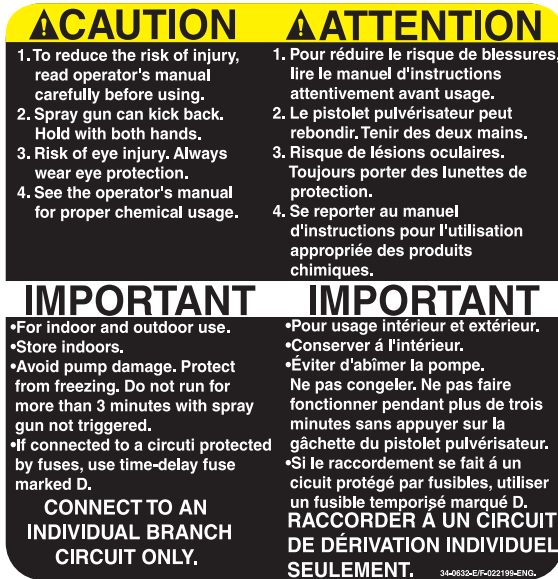 ⚠CAUTION
1. To reduce the risk of injury,
read operator's manual
carefully before using.
2. Spray gun can kick back.
Hold with both hands.
3. Risk of eye injury. Always
wear eye protection.
4. See the operator's manual
for proper chemical usage.
⚠ATTENTION
1. Pour réduire le risque de blessures,
lire le manuel d'instructions
attentivement avant usage.
2. Le pistolet pulvérisateur peut
rebondir. Tenir des deux mains.
3. Risque de lésions oculaires.
Toujours porter des lunettes de
protection.
4. Se reporter au manuel
d'instructions pour l'utilisation
appropriée des produits
chimiques.
IMPORTANT
•For indoor and outdoor use.
•Store indoors.
•Avoid pump damage. Protect
from freezing. Do not run for
more than 3 minutes with spray
gun not triggered.
•If connected to a circuti protected
by fuses, use time-delay fuse
marked D.
CONNECT TO AN
INDIVIDUAL BRANCH
CIRCUIT ONLY.
IMPORTANT
•Pour usage intérieur et extérieur.
•Conserver á l'intérieur.
•Éviter d'abîmer la pompe.
Ne pas congeler. Ne pas faire
fonctionner pendant plus de trois
minutes sans appuyer sur la
gâchette du pistolet pulvérisateur.
•Si le raccordement se fait á un
cicuit protégé par fusibles, utiliser
un fusible temporisé marqué D.
RACCORDER Á UN CIRCUIT
DE DÉRIVATION INDIVIDUEL
SEULEMENT.
34-0632-E/F-022199-ENG.